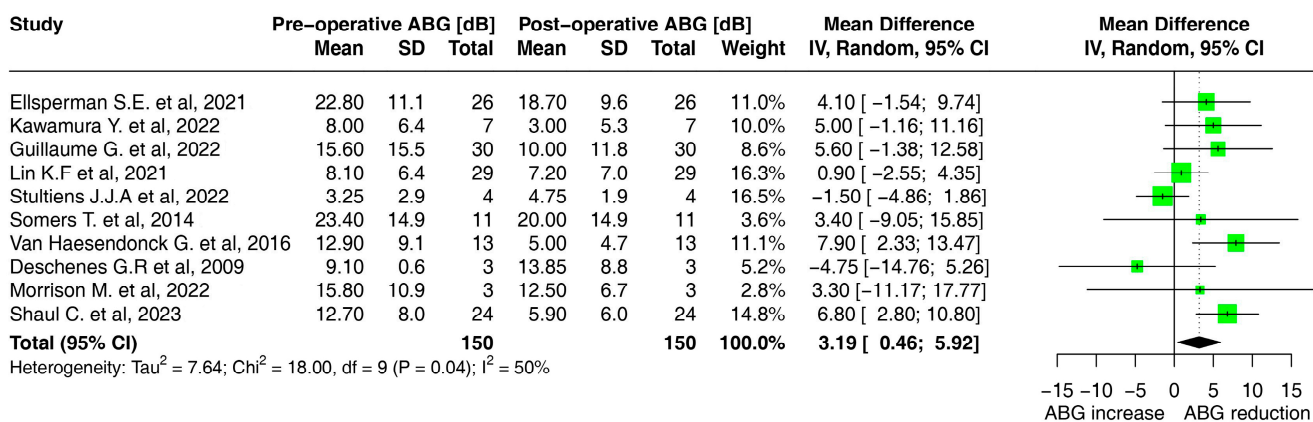 Study Pre−operative ABG [dB] Post−operative ABG [dB] Mean Difference Mean Difference
Mean SD Total Mean SD Total Weight IV, Random, 95% CI IV, Random, 95% CI
Ellsperman S.E. et al, 2021 22.80 11.1 26 18.70 9.6 26 11.0% 4.10 [ −1.54; 9.74]
Kawamura Y. et al, 2022 8.00 6.4 7 3.00 5.3 7 10.0% 5.00 [ −1.16; 11.16]
Guillaume G. et al, 2022 15.60 15.5 30 10.00 11.8 30 8.6% 5.60 [ −1.38; 12.58]
Lin K.F et al, 2021 8.10 6.4 29 7.20 7.0 29 16.3% 0.90 [ −2.55; 4.35]
Stultiens J.J.A et al, 2022 3.25 2.9 4 4.75 1.9 4 16.5% −1.50 [ −4.86; 1.86]
Somers T. et al, 2014 23.40 14.9 11 20.00 14.9 11 3.6% 3.40 [ −9.05; 15.85]
Van Haesendonck G. et al, 2016 12.90 9.1 13 5.00 4.7 13 11.1% 7.90 [ 2.33; 13.47]
Deschenes G.R et al, 2009 9.10 0.6 3 13.85 8.8 3 5.2% −4.75 [−14.76; 5.26]
Morrison M. et al, 2022 15.80 10.9 3 12.50 6.7 3 2.8% 3.30 [−11.17; 17.77]
Shaul C. et al, 2023 12.70 8.0 24 5.90 6.0 24 14.8% 6.80 [ 2.80; 10.80]
Total (95% CI) 150 150 100.0% 3.19 [ 0.46; 5.92]
Heterogeneity: Tau² = 7.64; Chi² = 18.00, df = 9 (P = 0.04); I² = 50%
−15 −10 −5 0 5 10 15
ABG increase ABG reduction